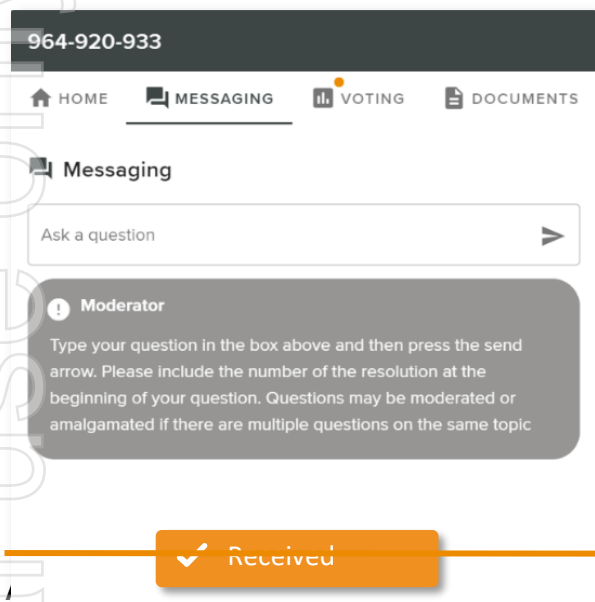 964-920-933
HOME MESSAGING VOTING DOCUMENTS
Messaging
Ask a question
Moderator
Type your question in the box above and then press the send
arrow. Please include the number of the resolution at the
beginning of your question. Questions may be moderated or
amalgamated if there are multiple questions on the same topic
Received